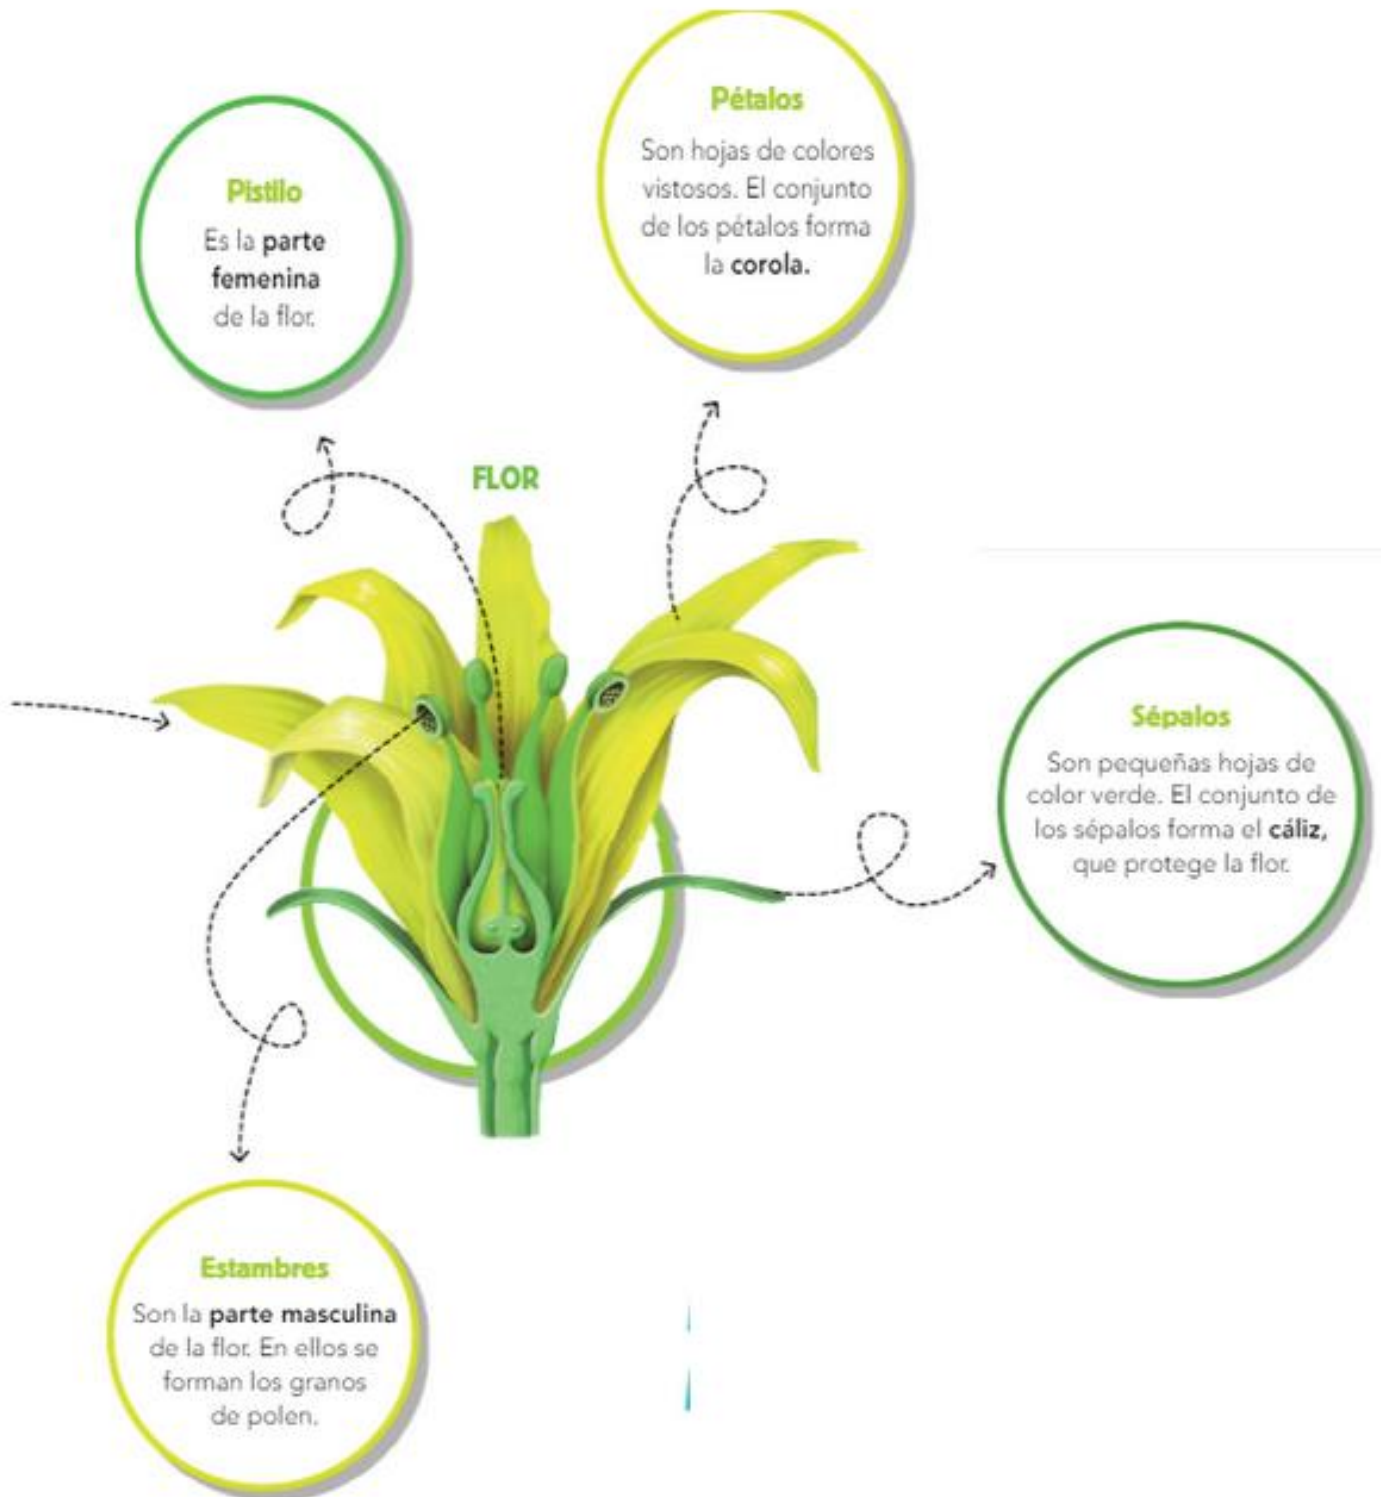 Pétalos
Son hojas de colores
vistosos. El conjunto
de los pétalos forma
la corola.
Pistilo
Es la parte
femenina
de la flor.
FLOR
Sépalos
Son pequeñas hojas de
color verde. El conjunto de
los sépalos forma el cáliz,
que protege la flor.
Estambres
Son la parte masculina
de la flor. En ellos se
forman los granos
de polen.